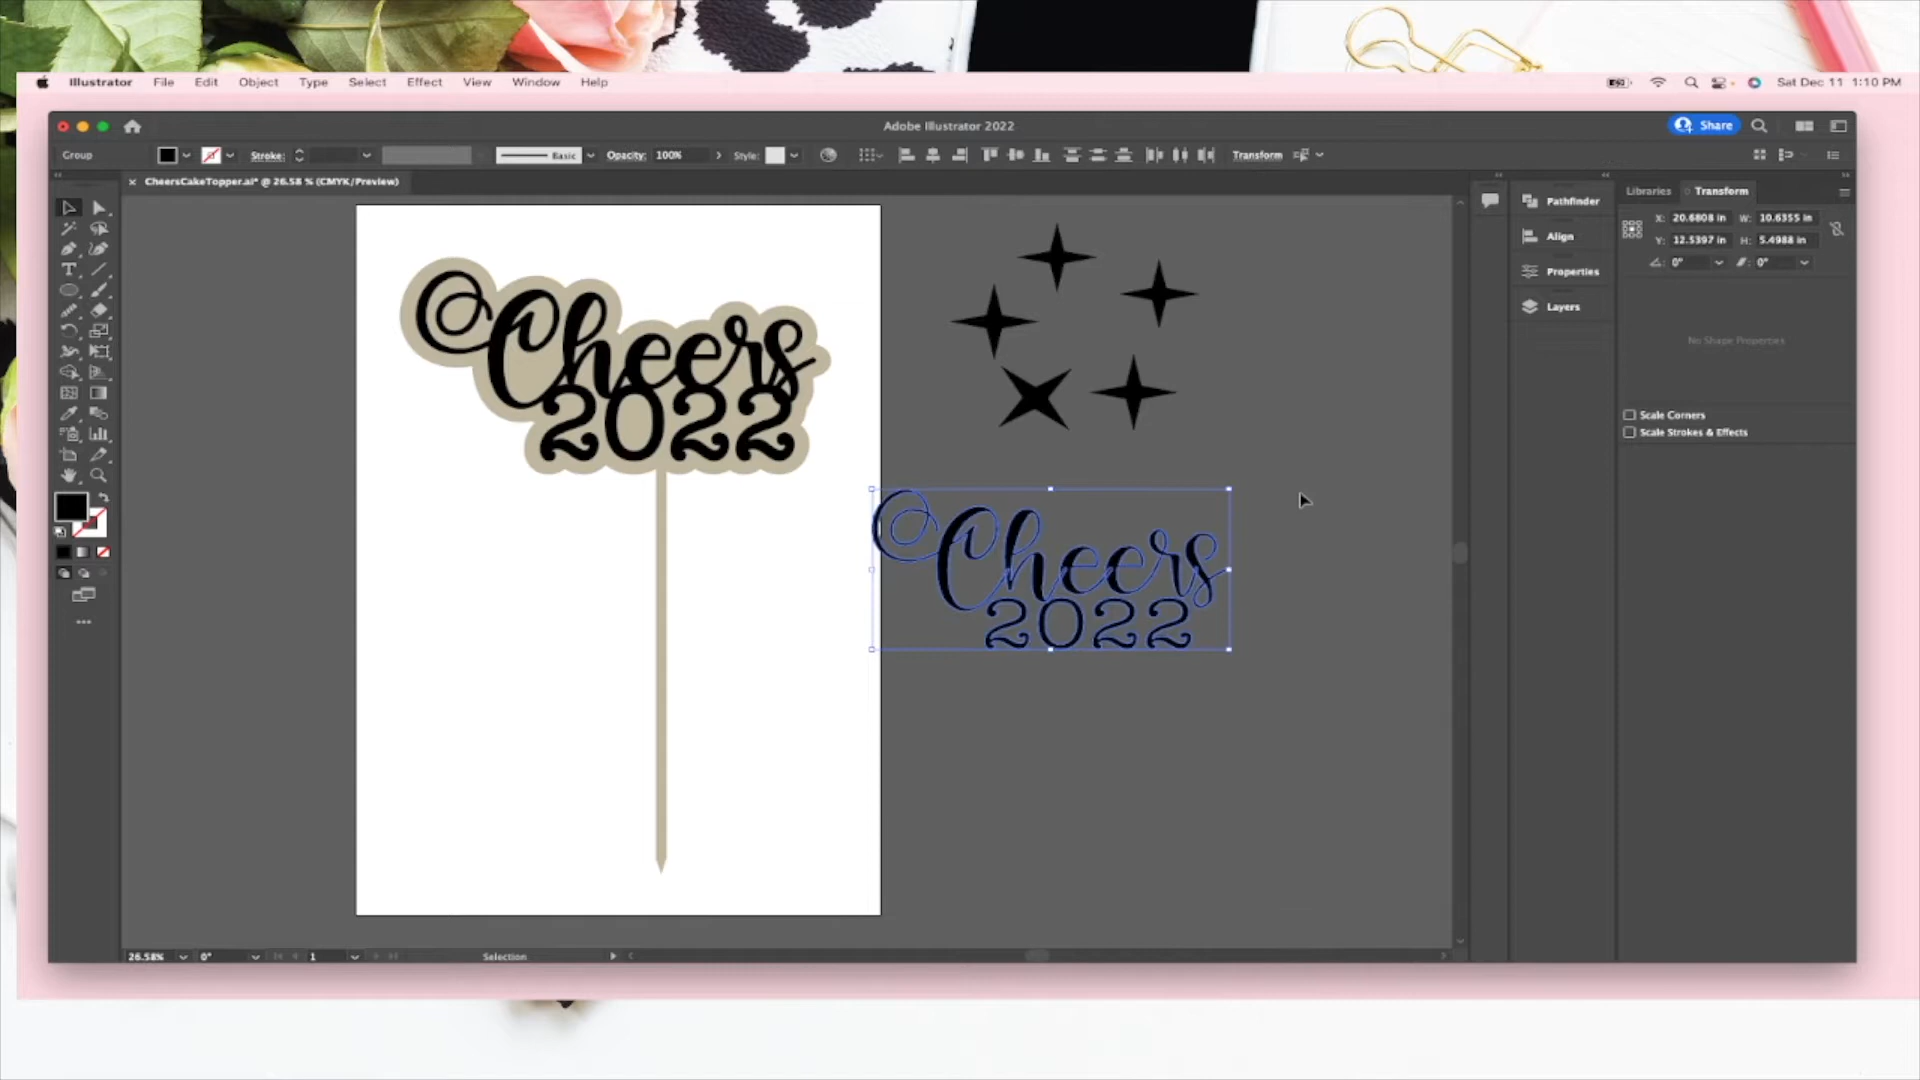 Illustrator File Edit Object Type Select Effect View Window Help
Sat Dec 11 1:10 PM
Adobe Illustrator 2022
Share
Group
Stroke:
Basic
Opacity: 100%
Style:
Transform
× CheersCakeTopper.ai* @ 26.58 % (CMYK/Preview)
Cheers
2022
Cheers
2022
Pathfinder
Align
Properties
Layers
Libraries
Transform
X: 20.6808 in W: 10.6355 in
Y: 12.5397 in H: 5.4988 in
0° 0°
No Shape Properties
Scale Corners
Scale Strokes & Effects
26.58% 0° 1 Selection